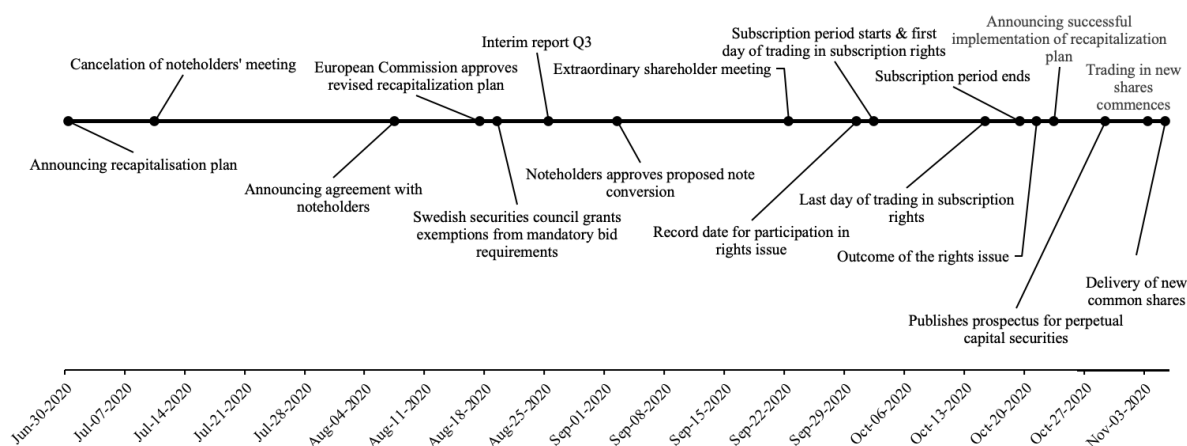 Announcing successful
implementation of recapitalization
plan
Subscription period starts & first
day of trading in subscription rights
Interim report Q3
Cancelation of noteholders' meeting
European Commission approves
revised recapitalization plan
Extraordinary shareholder meeting
Subscription period ends
Trading in new
shares
commences
Announcing recapitalisation plan
Announcing agreement with
noteholders
Swedish securities council grants
exemptions from mandatory bid
requirements
Noteholders approves proposed note
conversion
Record date for participation in
rights issue
Last day of trading in subscription
rights
Outcome of the rights issue
Delivery of new
common shares
Publishes prospectus for perpetual
capital securities
Jun-30-2020
Jul-07-2020
Jul-14-2020
Jul-21-2020
Jul-28-2020
Aug-04-2020
Aug-11-2020
Aug-18-2020
Aug-25-2020
Sep-01-2020
Sep-08-2020
Sep-15-2020
Sep-22-2020
Sep-29-2020
Oct-06-2020
Oct-13-2020
Oct-20-2020
Oct-27-2020
Nov-03-2020